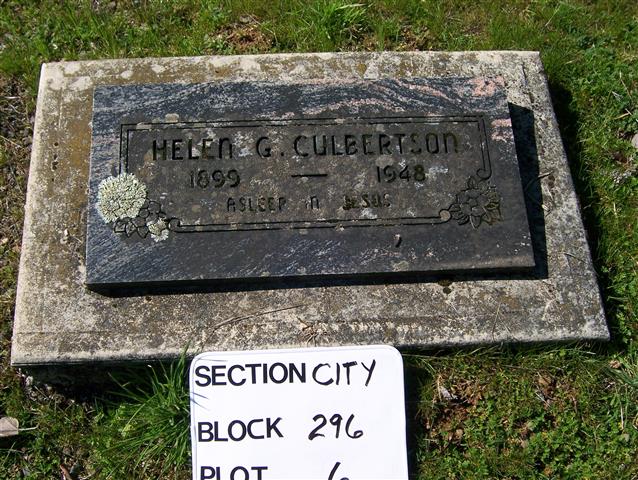 HELEN G. CULBERTSON
1899 — 1948
ASLEEP IN JESUS
SECTION CITY
BLOCK 296
PLOT 6